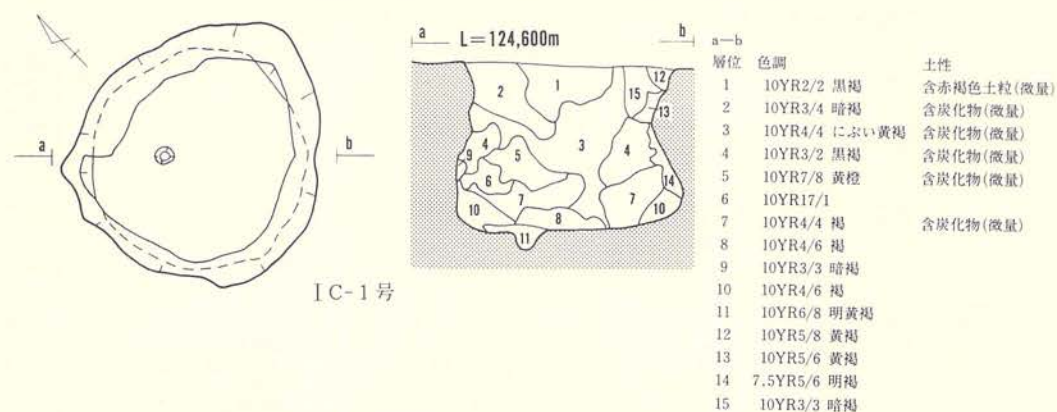 a
b
I C-1 号
a L=124,600m b
1
2
15
12
13
3
4
4
5
9
6
7
7
14
10
10
8
11
a—b
層位 色調 土性
1 10YR2/2 黒褐 含赤褐色土粒(微量)
2 10YR3/4 暗褐 含炭化物(微量)
3 10YR4/4 にぶい黄褐 含炭化物(微量)
4 10YR3/2 黒褐 含炭化物(微量)
5 10YR7/8 黄橙 含炭化物(微量)
6 10YR17/1
7 10YR4/4 褐 含炭化物(微量)
8 10YR4/6 褐
9 10YR3/3 暗褐
10 10YR4/6 褐
11 10YR6/8 明黄褐
12 10YR5/8 黄褐
13 10YR5/6 黄褐
14 7.5YR5/6 明褐
15 10YR3/3 暗褐